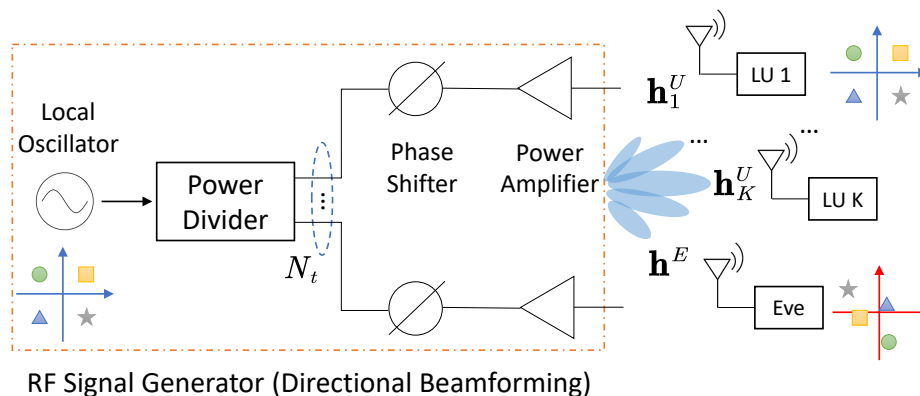 Local
Oscillator
Power
Divider
...
N_t
Phase
Shifter
Power
Amplifier
h_1^U
LU 1
...
...
h_K^U
LU K
h^E
Eve
RF Signal Generator (Directional Beamforming)